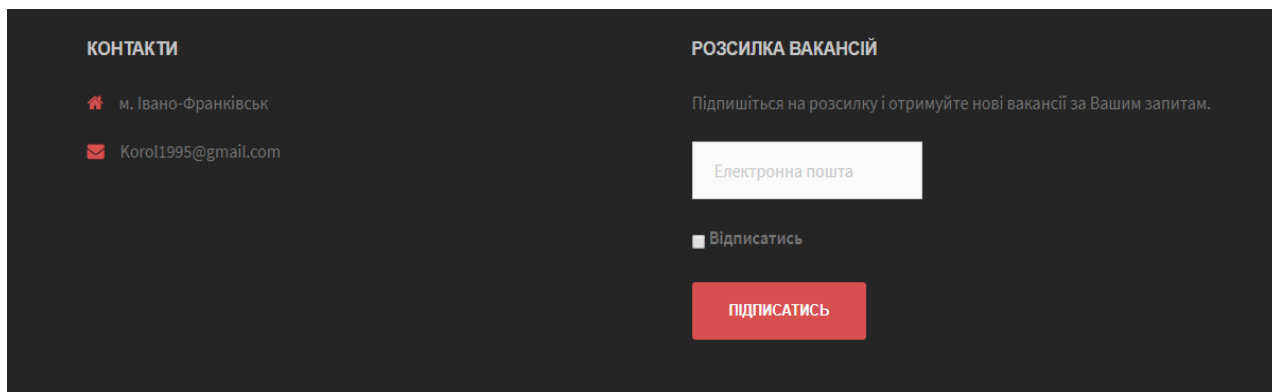 КОНТАКТИ
м. Івано-Франківськ
Korol1995@gmail.com
РОЗСИЛКА ВАКАНСІЙ
Підпишіться на розсилку і отримуйте нові вакансії за Вашим запитам.
Електронна пошта
Відписатись
ПІДПИСАТИСЬ